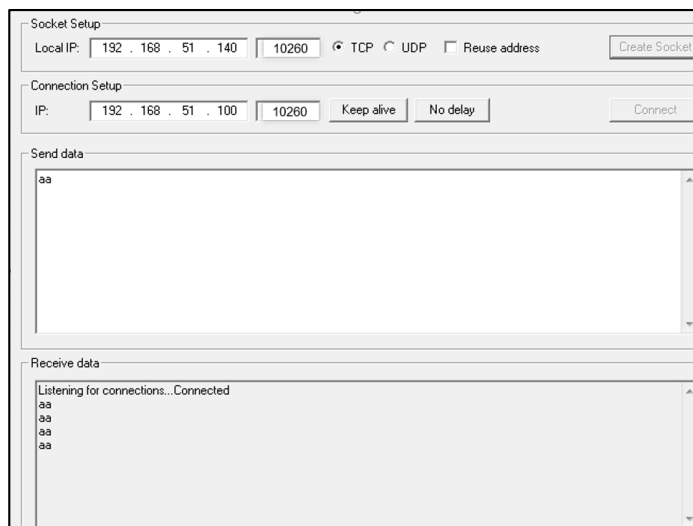 Socket Setup
Local IP: 192 . 168 . 51 . 140 10260 TCP UDP Reuse address Create Socket
Connection Setup
IP: 192 . 168 . 51 . 100 10260 Keep alive No delay Connect
Send data
aa
Receive data
Listening for connections...Connected
aa
aa
aa
aa